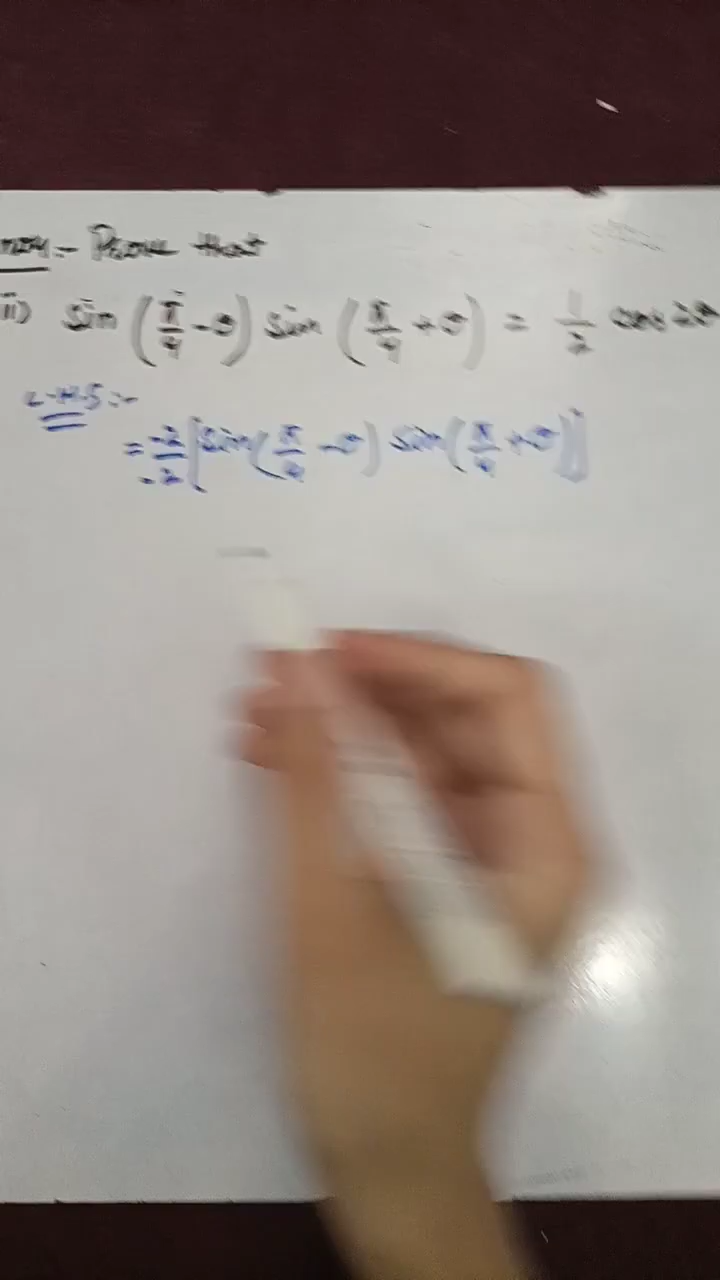 Prove that
ii) sin (π/4 - θ) sin (π/4 + θ) = 1/2 cos 2θ
L.H.S :-
= -2/-2 [sin(π/4 - θ) sin(π/4 + θ)]